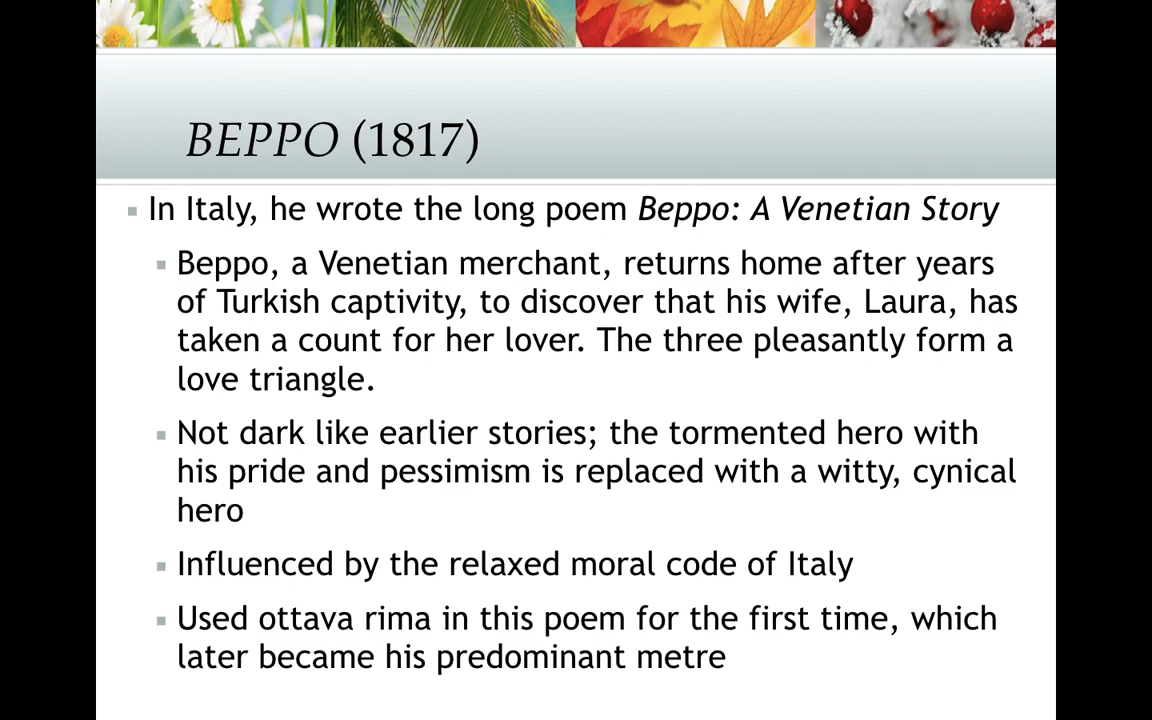 BEPPO (1817)
In Italy, he wrote the long poem Beppo: A Venetian Story
Beppo, a Venetian merchant, returns home after years
of Turkish captivity, to discover that his wife, Laura, has
taken a count for her lover. The three pleasantly form a
love triangle.
Not dark like earlier stories; the tormented hero with
his pride and pessimism is replaced with a witty, cynical
hero
Influenced by the relaxed moral code of Italy
Used ottava rima in this poem for the first time, which
later became his predominant metre